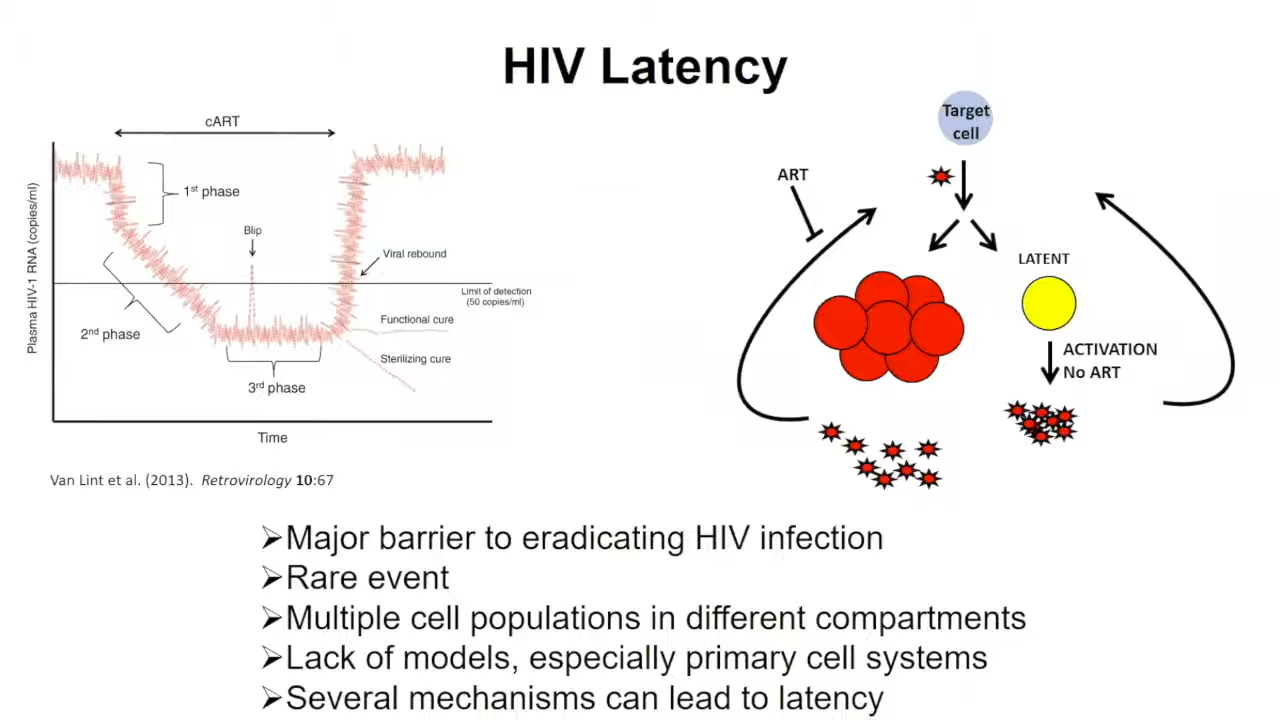 HIV Latency
cART
1st phase
Blip
Viral rebound
Limit of detection
(50 copies/ml)
Functional cure
2nd phase
Sterilizing cure
3rd phase
Plasma HIV-1 RNA (copies/ml)
Time
Van Lint et al. (2013). Retrovirology 10:67
Target
cell
ART
LATENT
ACTIVATION
No ART
➢Major barrier to eradicating HIV infection
➢Rare event
➢Multiple cell populations in different compartments
➢Lack of models, especially primary cell systems
➢Several mechanisms can lead to latency